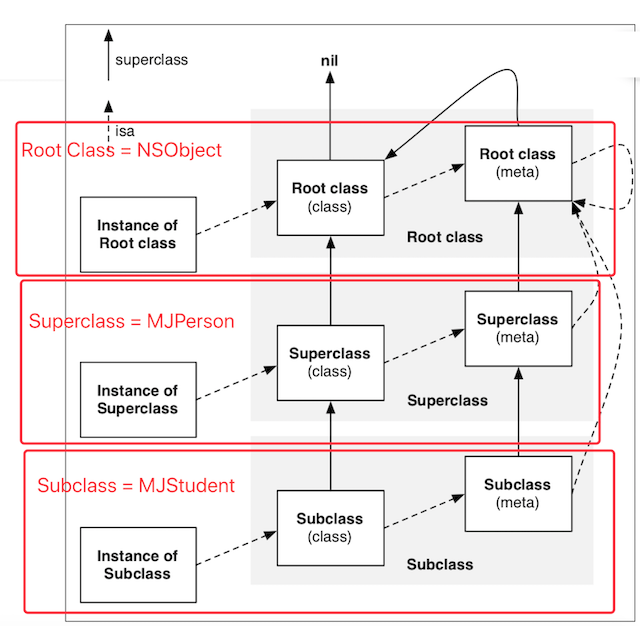 superclass
nil
isa
Root Class = NSObject
Root class
(meta)
Root class
(class)
Instance of
Root class
Root class
Superclass = MJPerson
Superclass
(meta)
Superclass
(class)
Instance of
Superclass
Superclass
Subclass = MJStudent
Subclass
(meta)
Subclass
(class)
Instance of
Subclass
Subclass